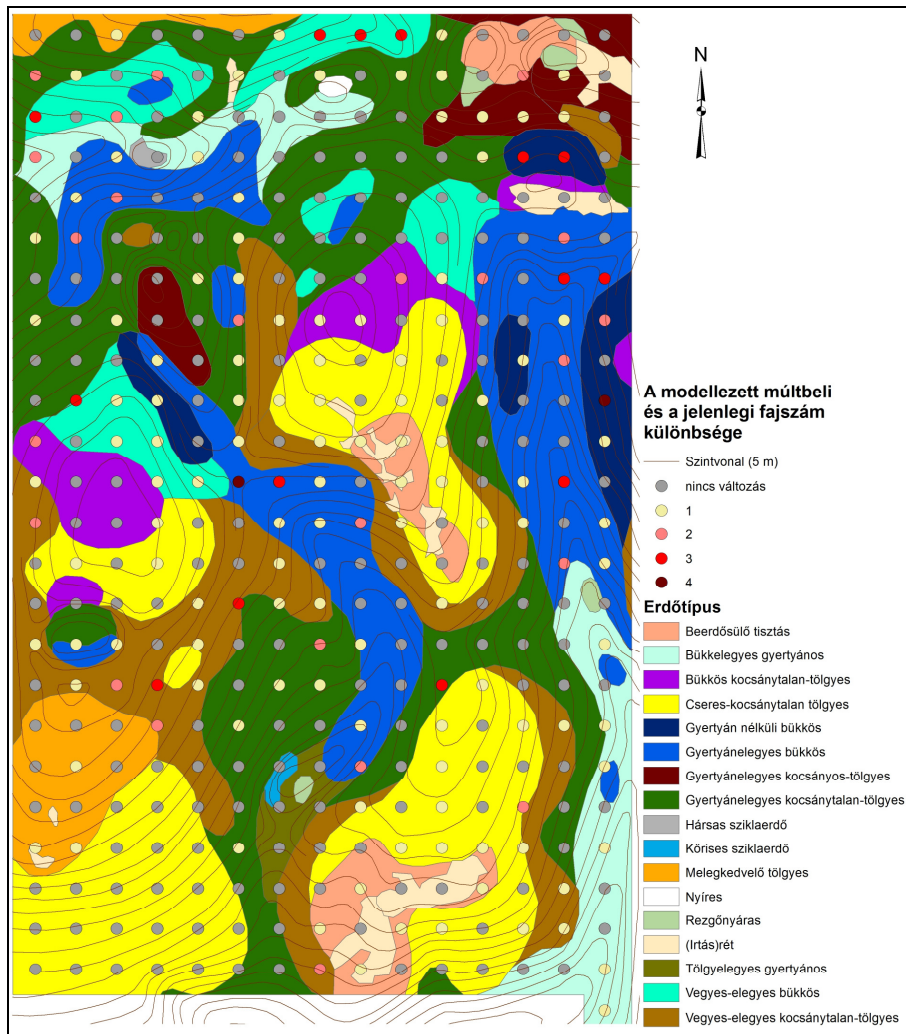 N
A modellezett múltbeli
és a jelenlegi fajszám
különbsége
Szintvonal (5 m)
nincs változás
1
2
3
4
Erdőtípus
Beerdősülő tisztás
Bükkelegyes gyertyános
Bükkös kocsánytalan-tölgyes
Cseres-kocsánytalan tölgyes
Gyertyán nélküli bükkös
Gyertyánelegyes bükkös
Gyertyánelegyes kocsányos-tölgyes
Gyertyánelegyes kocsánytalan-tölgyes
Hársas sziklaerdő
Kőrises sziklaerdő
Melegkedvelő tölgyes
Nyíres
Rezgőnyáras
(Irtás)rét
Tölgyelegyes gyertyános
Vegyes-elegyes bükkös
Vegyes-elegyes kocsánytalan-tölgyes